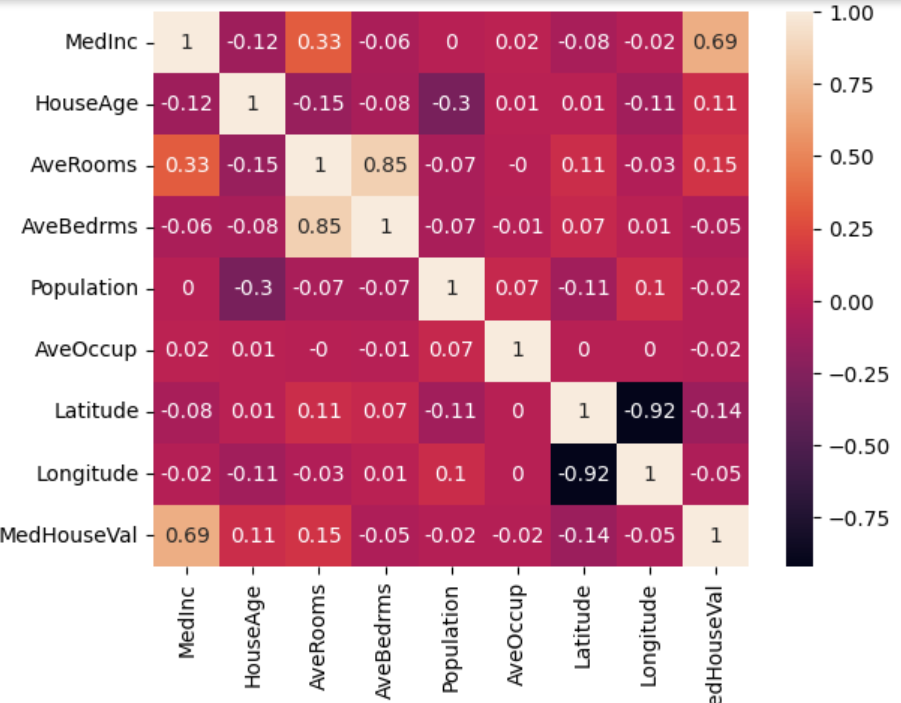 MedInc 1 -0.12 0.33 -0.06 0 0.02 -0.08 -0.02 0.69
HouseAge -0.12 1 -0.15 -0.08 -0.3 0.01 0.01 -0.11 0.11
AveRooms 0.33 -0.15 1 0.85 -0.07 -0 0.11 -0.03 0.15
AveBedrms -0.06 -0.08 0.85 1 -0.07 -0.01 0.07 0.01 -0.05
Population 0 -0.3 -0.07 -0.07 1 0.07 -0.11 0.1 -0.02
AveOccup 0.02 0.01 -0 -0.01 0.07 1 0 0 -0.02
Latitude -0.08 0.01 0.11 0.07 -0.11 0 1 -0.92 -0.14
Longitude -0.02 -0.11 -0.03 0.01 0.1 0 -0.92 1 -0.05
MedHouseVal 0.69 0.11 0.15 -0.05 -0.02 -0.02 -0.14 -0.05 1
MedInc
HouseAge
AveRooms
AveBedrms
Population
AveOccup
Latitude
Longitude
edHouseVal
1.00
0.75
0.50
0.25
0.00
−0.25
−0.50
−0.75